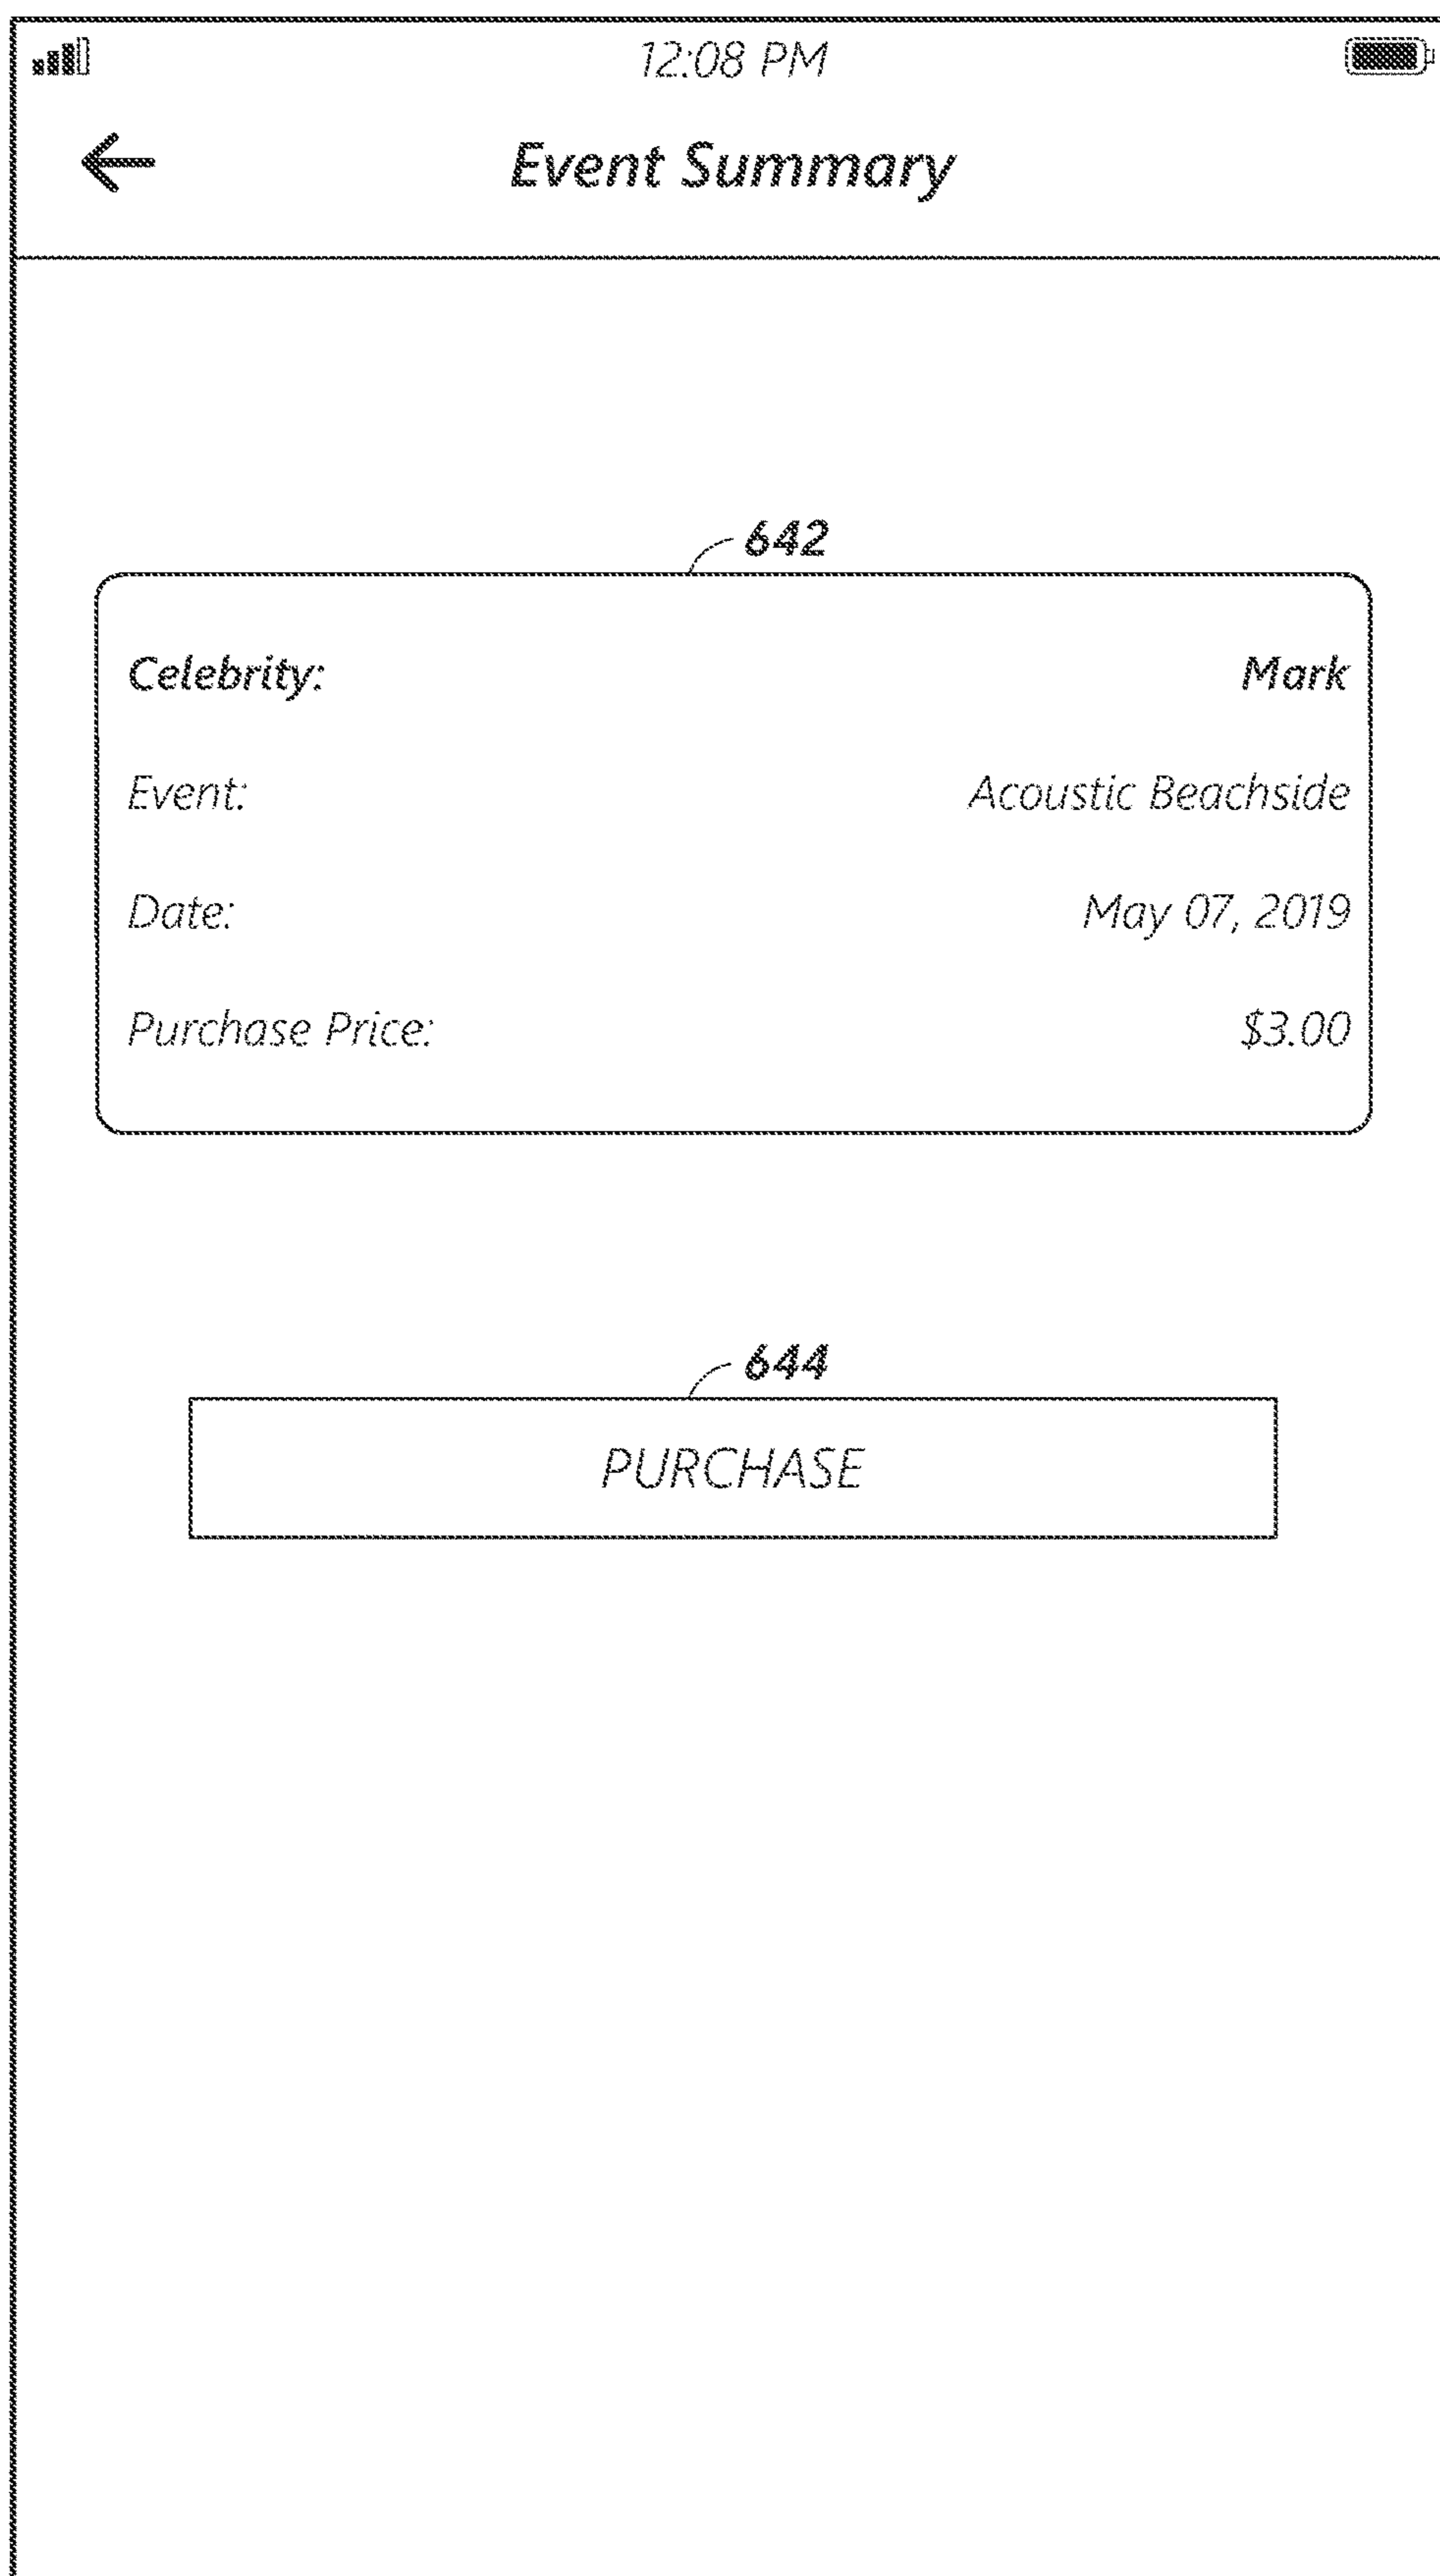 12:08 PM
Event Summary
642
Celebrity: Mark
Event: Acoustic Beachside
Date: May 07, 2019
Purchase Price: $3.00
644
PURCHASE